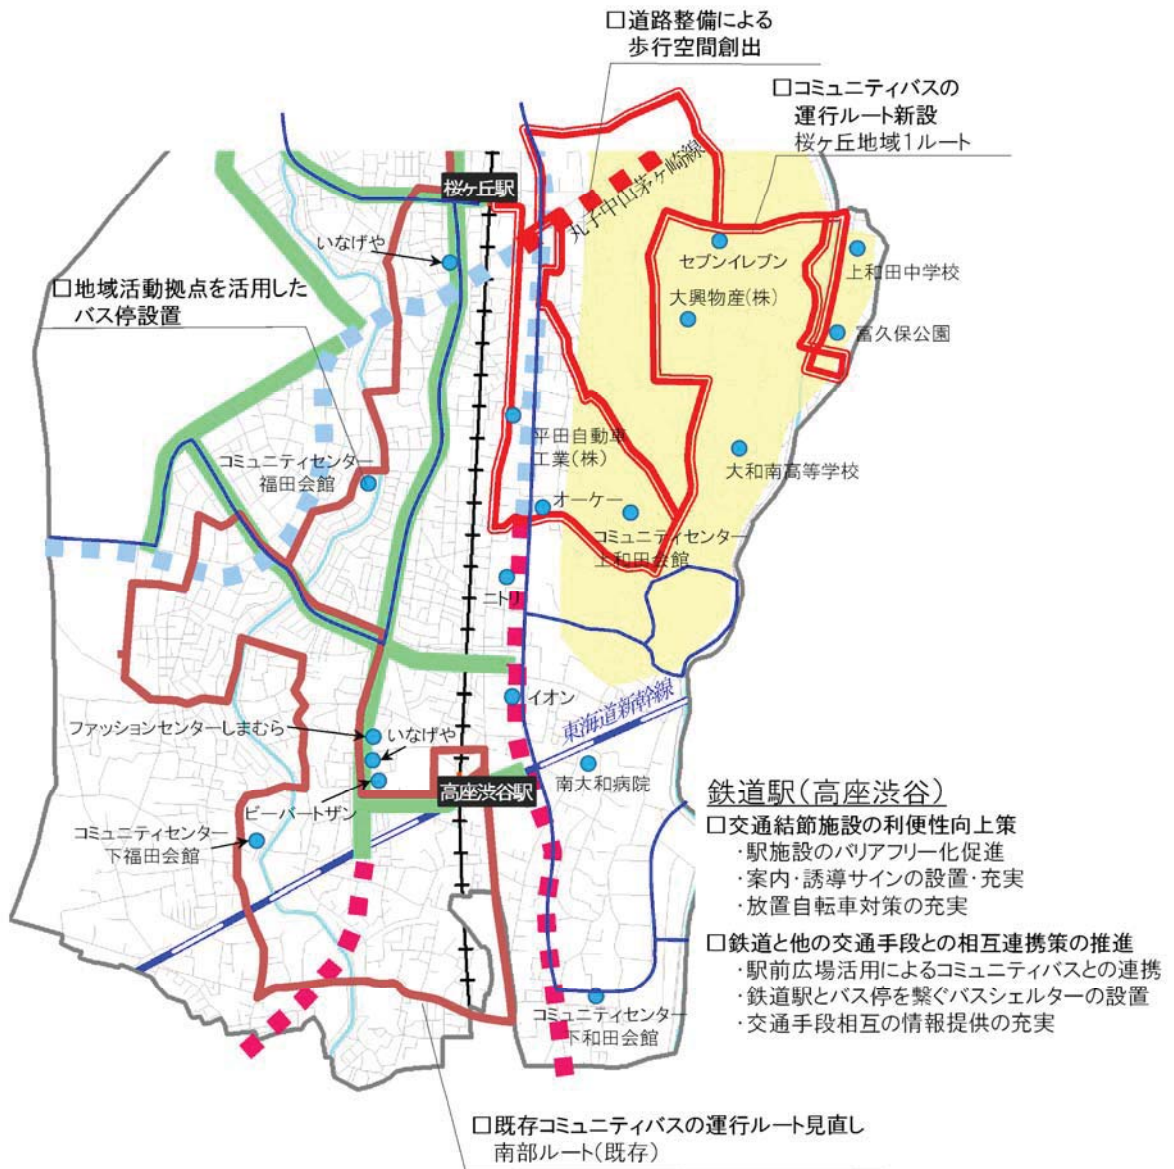 □道路整備による
歩行空間創出
□コミュニティバスの
運行ルート新設
桜ヶ丘地域1ルート
丸子中山茅ヶ崎線
桜ヶ丘駅
いなげや
セブンイレブン
上和田中学校
□地域活動拠点を活用した
バス停設置
大興物産(株)
富久保公園
平田自動車
工業(株)
コミュニティセンター
福田会館
大和南高等学校
オーケー
コミュニティセンター
上和田会館
ニトリ
イオン
東海道新幹線
ファッションセンターしまむら
いなげや
高座渋谷駅
南大和病院
ビーバートザン
コミュニティセンター
下福田会館
鉄道駅(高座渋谷)
□交通結節施設の利便性向上策
・駅施設のバリアフリー化促進
・案内・誘導サインの設置・充実
・放置自転車対策の充実
□鉄道と他の交通手段との相互連携策の推進
・駅前広場活用によるコミュニティバスとの連携
・鉄道駅とバス停を繋ぐバスシェルターの設置
・交通手段相互の情報提供の充実
コミュニティセンター
下和田会館
□既存コミュニティバスの運行ルート見直し
南部ルート(既存)